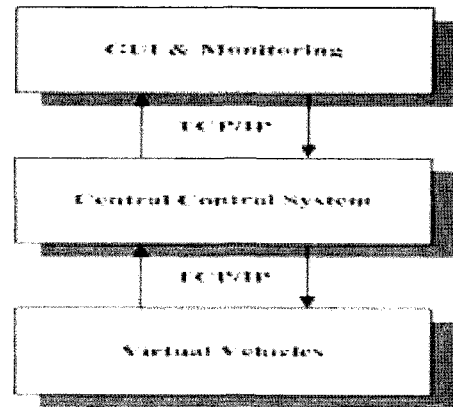 GUI & Monitoring
TCP/IP
Central Control System
TCP/IP
Virtual Vehicles